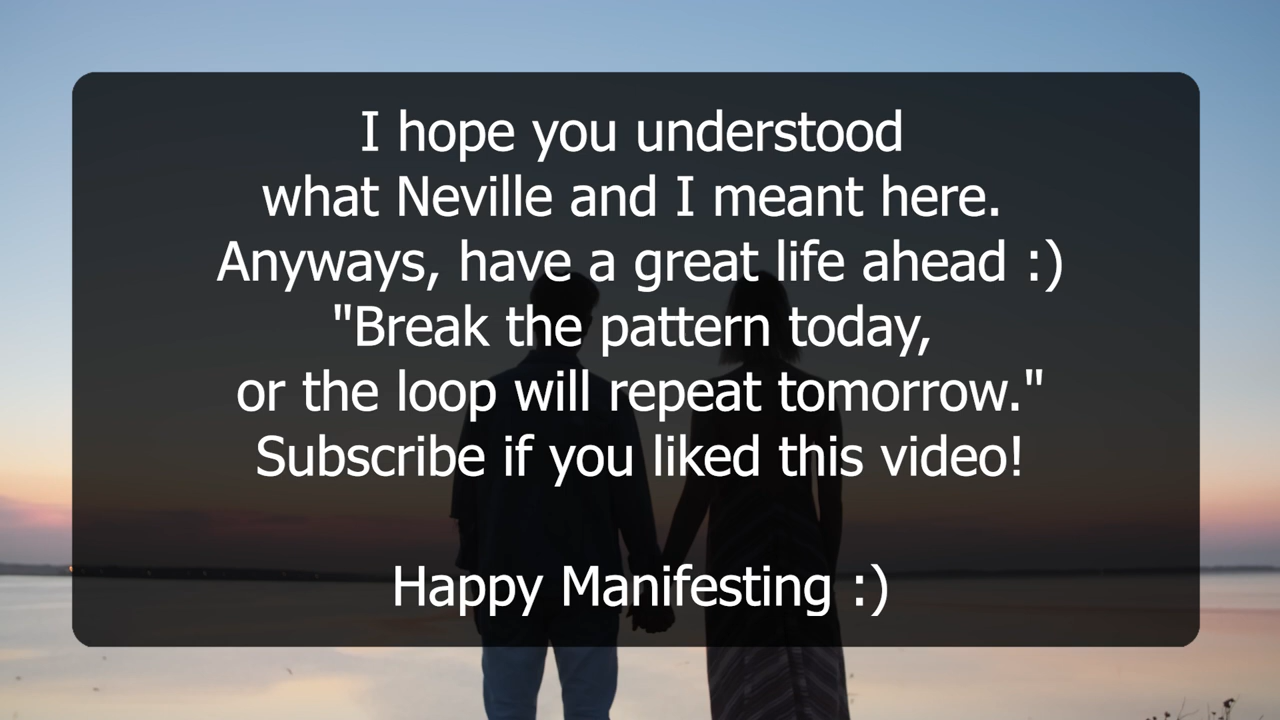 I hope you understood
what Neville and I meant here.
Anyways, have a great life ahead :)
"Break the pattern today,
or the loop will repeat tomorrow."
Subscribe if you liked this video!
Happy Manifesting :)